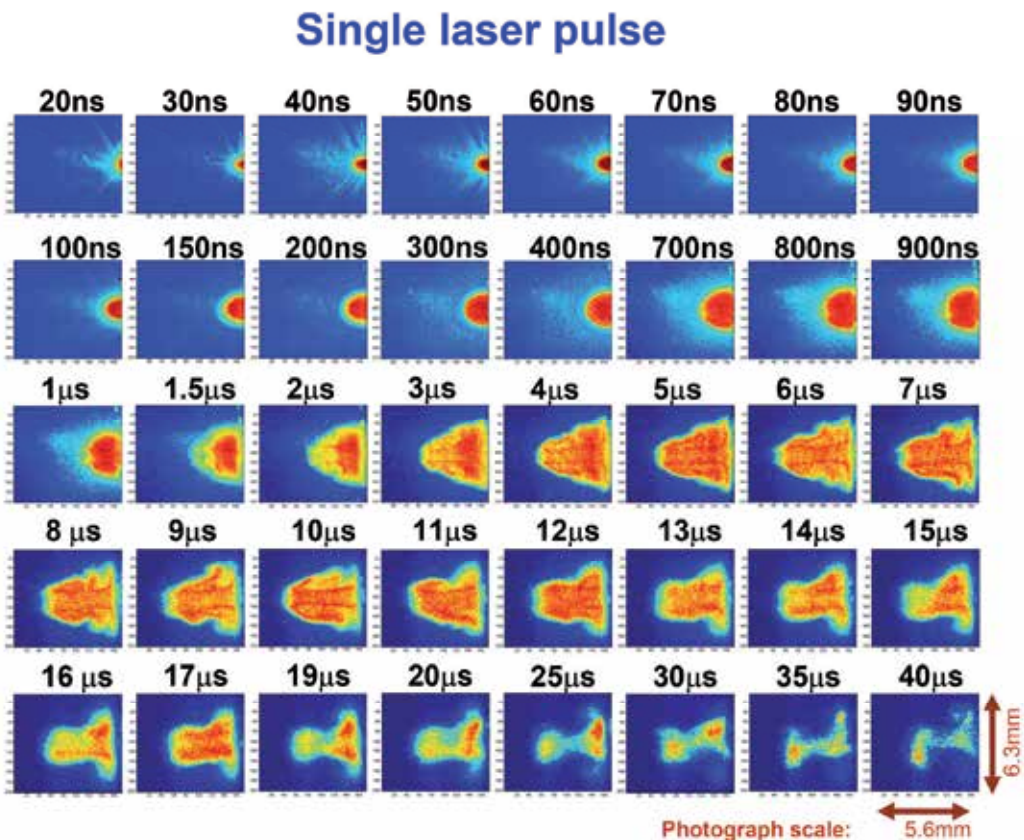 Single laser pulse
20ns 30ns 40ns 50ns 60ns 70ns 80ns 90ns
100ns 150ns 200ns 300ns 400ns 700ns 800ns 900ns
1μs 1.5μs 2μs 3μs 4μs 5μs 6μs 7μs
8 μs 9μs 10μs 11μs 12μs 13μs 14μs 15μs
16 μs 17μs 19μs 20μs 25μs 30μs 35μs 40μs
6.3mm
Photograph scale: 5.6mm